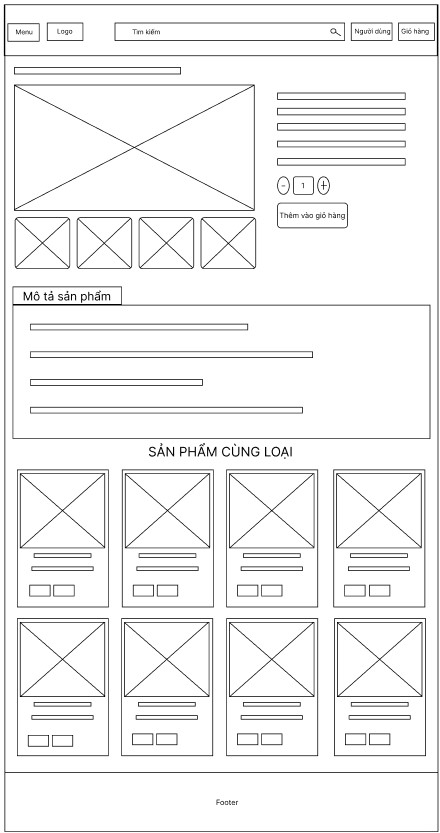 Menu
Logo
Tìm kiếm
Người dùng
Giỏ hàng
-
1
+
Thêm vào giỏ hàng
Mô tả sản phẩm
SẢN PHẨM CÙNG LOẠI
Footer